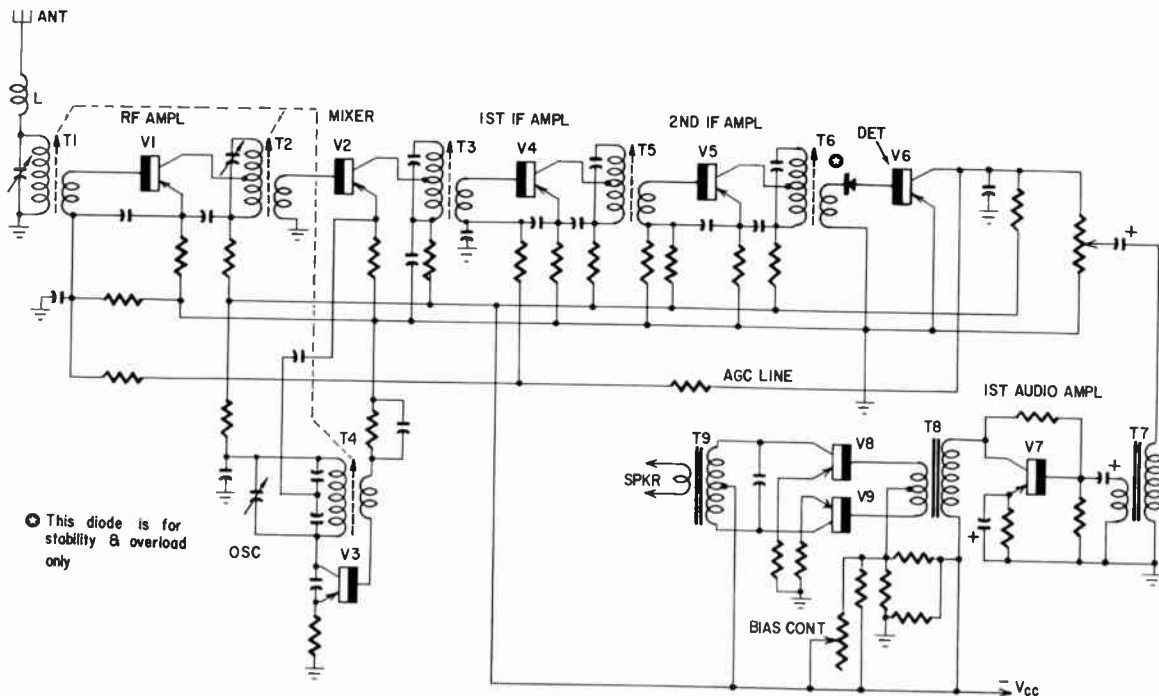 ANT
L
T1
RF AMPL
V1
T2
MIXER
V2
T3
1ST IF AMPL
V4
T5
2ND IF AMPL
V5
T6
✪
DET
V6
+
AGC LINE
1ST AUDIO AMPL
T4
OSC
V3
✪ This diode is for
stability & overload
only
T9
SPKR
V8
V9
T8
V7
+
+
T7
BIAS CONT
− VCC